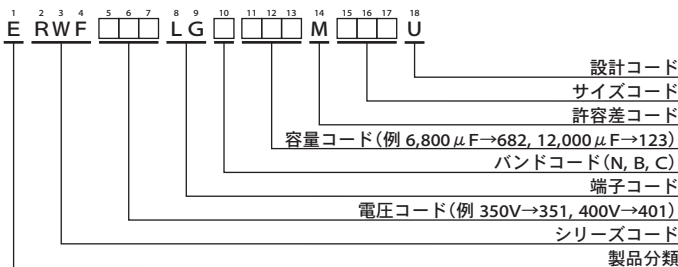 1 2 3 4 5 6 7 8 9 10 11 12 13 14 15 16 17 18
E RWF □□□ LG □ □□□ M □□□ U
設計コード
サイズコード
許容差コード
容量コード(例 6,800μF→682, 12,000μF→123)
バンドコード(N, B, C)
端子コード
電圧コード(例 350V→351, 400V→401)
シリーズコード
製品分類